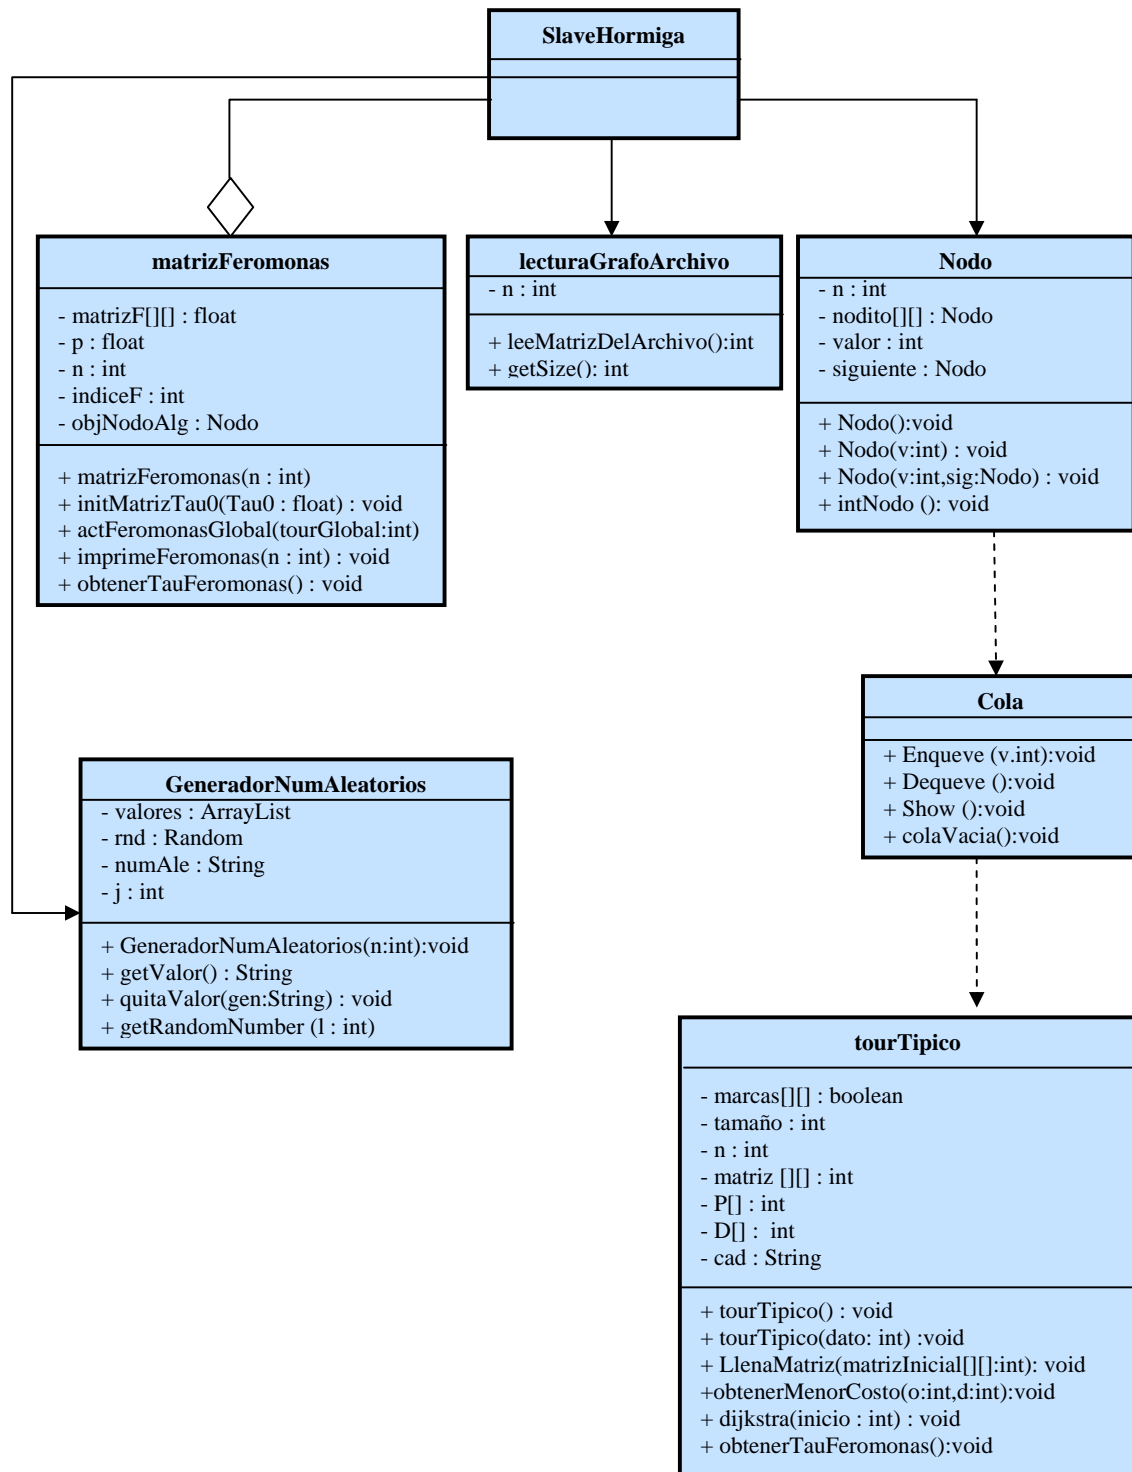 SlaveHormiga
matrizFeromonas
- matrizF[][] : float
- p : float
- n : int
- indiceF : int
- objNodoAlg : Nodo
+ matrizFeromonas(n : int)
+ initMatrizTau0(Tau0 : float) : void
+ actFeromonasGlobal(tourGlobal:int)
+ imprimeFeromonas(n : int) : void
+ obtenerTauFeromonas() : void
lecturaGrafoArchivo
- n : int
+ leeMatrizDelArchivo():int
+ getSize(): int
Nodo
- n : int
- nodito[][] : Nodo
- valor : int
- siguiente : Nodo
+ Nodo():void
+ Nodo(v:int) : void
+ Nodo(v:int,sig:Nodo) : void
+ intNodo (): void
Cola
+ Enqueve (v.int):void
+ Dequeve ():void
+ Show ():void
+ colaVacia():void
GeneradorNumAleatorios
- valores : ArrayList
- rnd : Random
- numAle : String
- j : int
+ GeneradorNumAleatorios(n:int):void
+ getValor() : String
+ quitaValor(gen:String) : void
+ getRandomNumber (l : int)
tourTipico
- marcas[][] : boolean
- tamaño : int
- n : int
- matriz [][] : int
- P[] : int
- D[] : int
- cad : String
+ tourTipico() : void
+ tourTipico(dato: int) :void
+ LlenaMatriz(matrizInicial[][]:int): void
+obtenerMenorCosto(o:int,d:int):void
+ dijkstra(inicio : int) : void
+ obtenerTauFeromonas():void